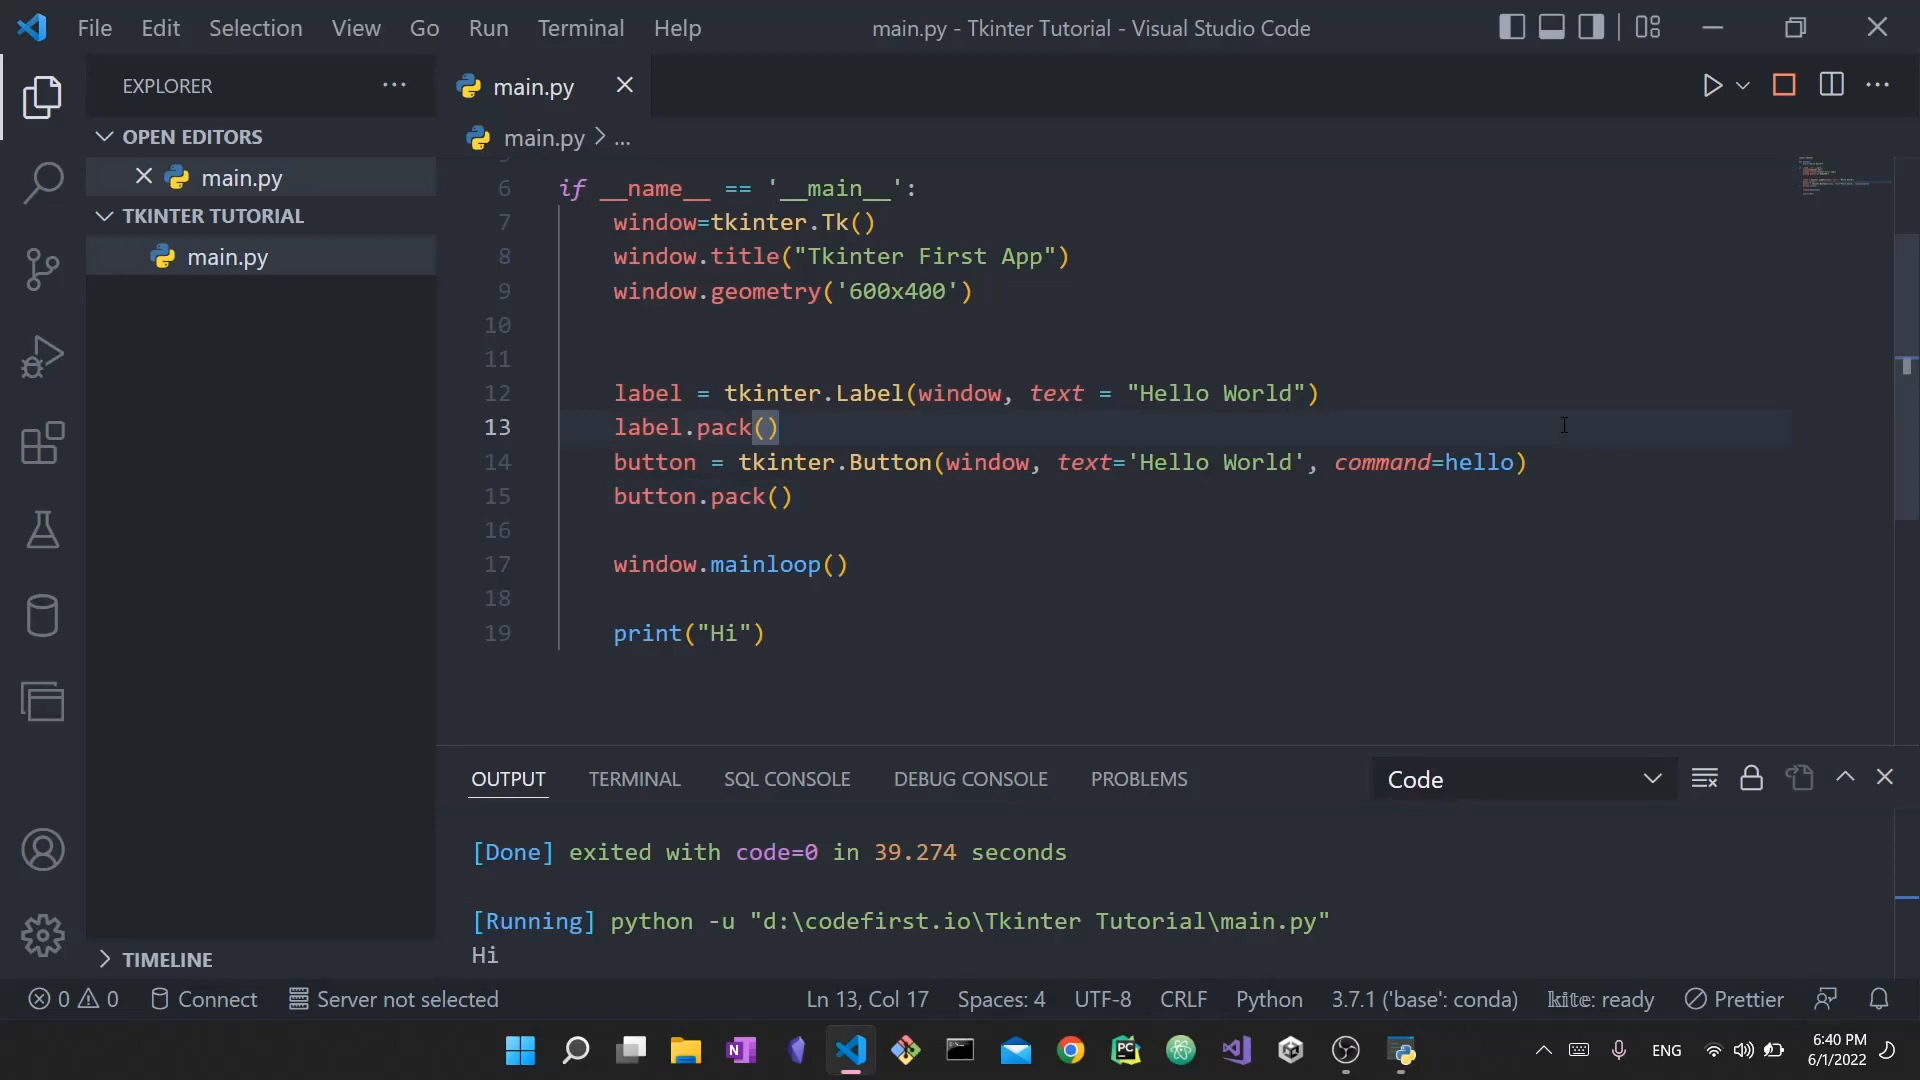 File Edit Selection View Go Run Terminal Help
main.py - Tkinter Tutorial - Visual Studio Code
EXPLORER
OPEN EDITORS
main.py
TKINTER TUTORIAL
main.py
TIMELINE
main.py
main.py > ...
6 if __name__ == '__main__':
7 window=tkinter.Tk()
8 window.title("Tkinter First App")
9 window.geometry('600x400')
10
11
12 label = tkinter.Label(window, text = "Hello World")
13 label.pack()
14 button = tkinter.Button(window, text='Hello World', command=hello)
15 button.pack()
16
17 window.mainloop()
18
19 print("Hi")
OUTPUT TERMINAL SQL CONSOLE DEBUG CONSOLE PROBLEMS
Code
[Done] exited with code=0 in 39.274 seconds
[Running] python -u "d:\codefirst.io\Tkinter Tutorial\main.py"
Hi
0 0 Connect Server not selected Ln 13, Col 17 Spaces: 4 UTF-8 CRLF Python 3.7.1 ('base': conda) kite: ready Prettier
ENG
6:40 PM
6/1/2022